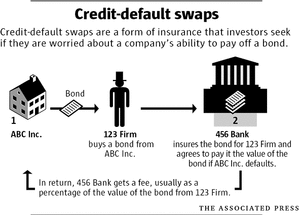 Credit-default swaps
Credit-default swaps are a form of insurance that investors seek
if they are worried about a company's ability to pay off a bond.
Bond
1
ABC Inc.
123 Firm
buys a bond from
ABC Inc.
2
456 Bank
insures the bond for 123 Firm and
agrees to pay it the value of the
bond if ABC Inc. defaults.
In return, 456 Bank gets a fee, usually as a
percentage of the value of the bond from 123 Firm.
THE ASSOCIATED PRESS